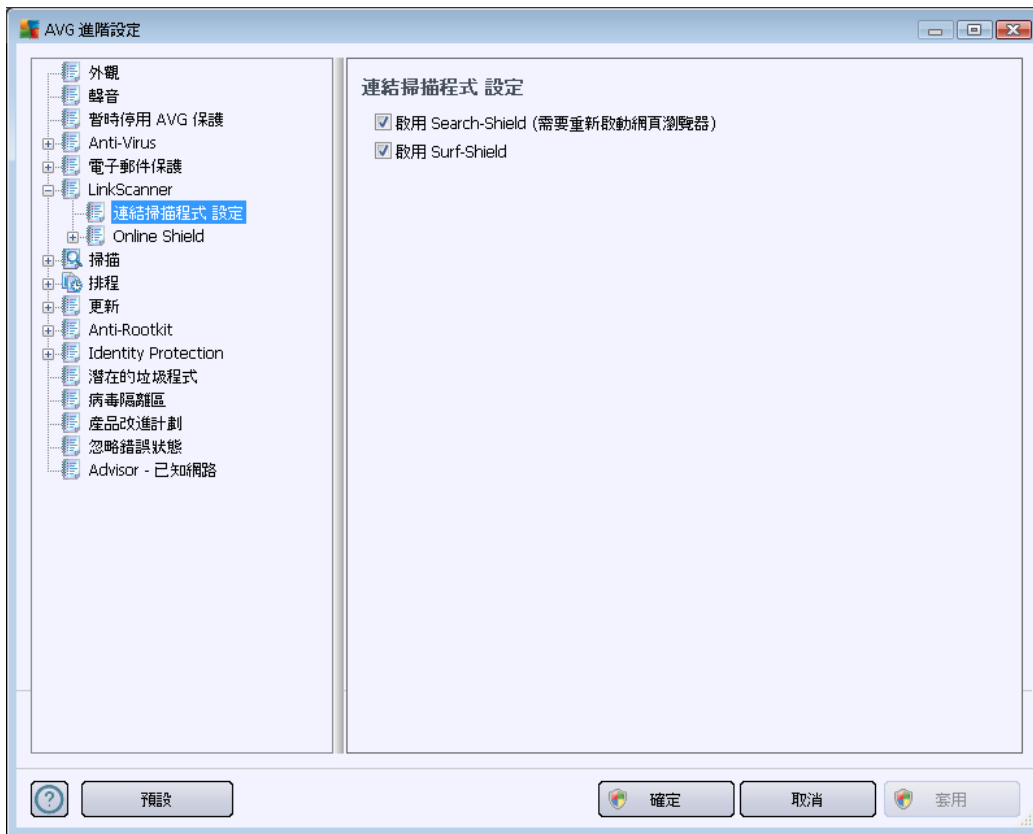 AVG 進階設定
外觀
聲音
暫時停用 AVG 保護
Anti-Virus
電子郵件保護
LinkScanner
連結掃描程式 設定
Online Shield
掃描
排程
更新
Anti-Rootkit
Identity Protection
潛在的垃圾程式
病毒隔離區
產品改進計劃
忽略錯誤狀態
Advisor - 已知網路
連結掃描程式 設定
啟用 Search-Shield (需要重新啟動網頁瀏覽器)
啟用 Surf-Shield
預設
確定
取消
套用